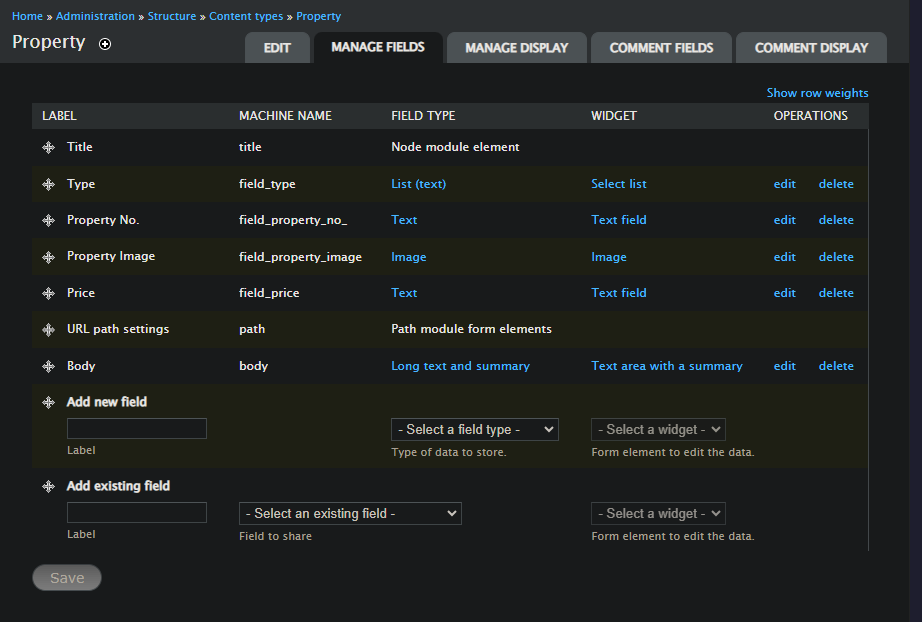 Home » Administration » Structure » Content types » Property
Property
EDIT MANAGE FIELDS MANAGE DISPLAY COMMENT FIELDS COMMENT DISPLAY
Show row weights
LABEL MACHINE NAME FIELD TYPE WIDGET OPERATIONS
Title title Node module element
Type field_type List (text) Select list edit delete
Property No. field_property_no_ Text Text field edit delete
Property Image field_property_image Image Image edit delete
Price field_price Text Text field edit delete
URL path settings path Path module form elements
Body body Long text and summary Text area with a summary edit delete
Add new field
- Select a field type - - Select a widget -
Label Type of data to store. Form element to edit the data.
Add existing field
- Select an existing field - - Select a widget -
Label Field to share Form element to edit the data.
Save